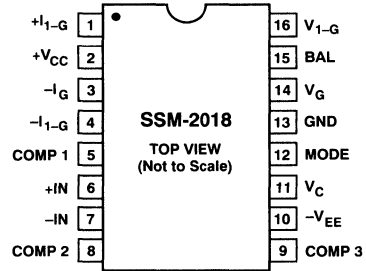 +I1–G 1 16 V1–G
+VCC 2 15 BAL
–IG 3 14 VG
–I1–G 4 SSM-2018 13 GND
COMP 1 5 TOP VIEW 12 MODE
(Not to Scale)
+IN 6 11 VC
–IN 7 10 –VEE
COMP 2 8 9 COMP 3